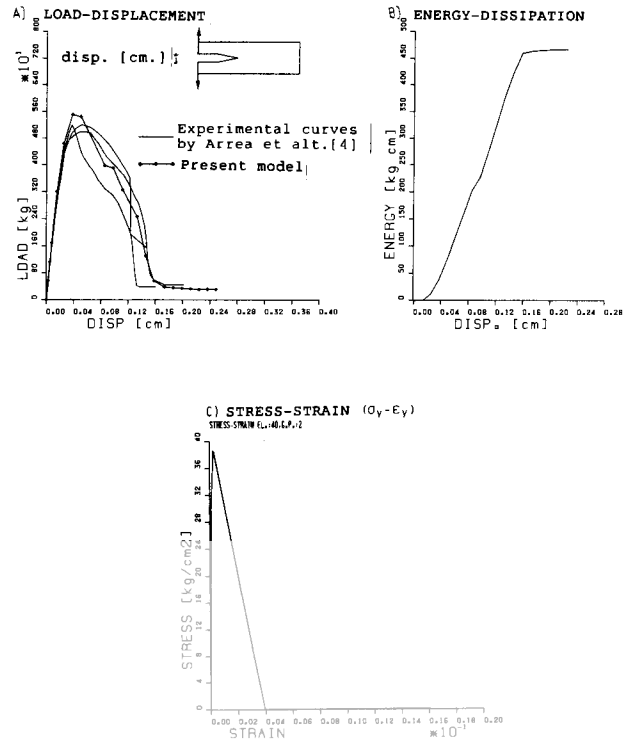 A) LOAD-DISPLACEMENT
disp. [cm.]
Experimental curves
by Arrea et alt.[4]
Present model
LOAD [kg]
*10¹
0 80 160 240 320 400 480 560 640 720 800
0.00 0.04 0.08 0.12 0.16 0.20 0.24 0.28 0.32 0.36 0.40
DISP [cm]
B) ENERGY-DISSIPATION
ENERGY [kg cm]
0 50 100 150 200 250 300 350 400 450 500
0.00 0.04 0.08 0.12 0.16 0.20 0.24 0.28
DISP. [cm]
C) STRESS-STRAIN (σy-εy)
STRESS-STRAIN EL.:40,G.P.:2
STRESS [kg/cm2]
0 4 8 12 16 20 24 28 32 36 40
0.00 0.02 0.04 0.06 0.08 0.10 0.12 0.14 0.16 0.18 0.20
STRAIN
*10⁻¹